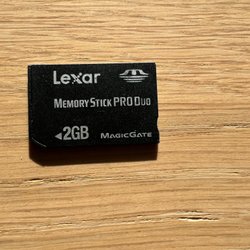 Lexar
MEMORY STICK PRO DUO
2GB
MAGICGATE